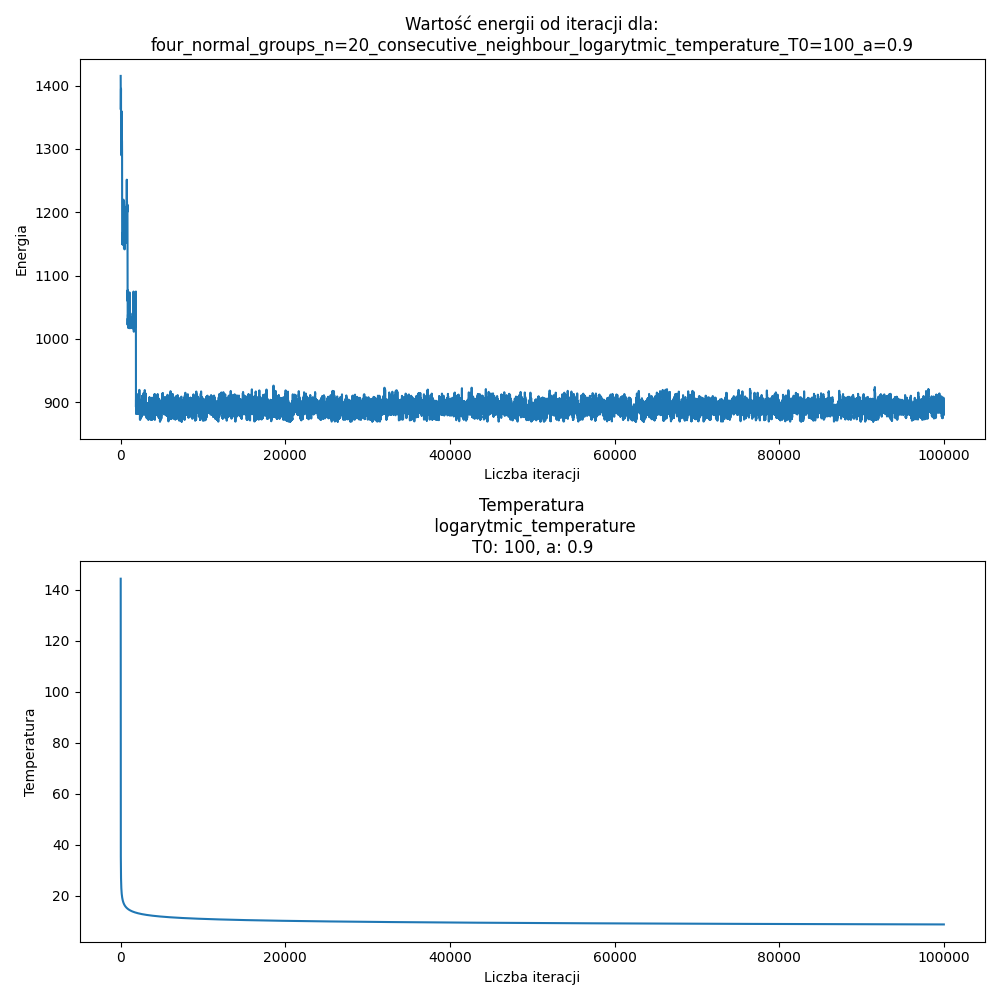 Wartość energii od iteracji dla:
four_normal_groups_n=20_consecutive_neighbour_logarytmic_temperature_T0=100_a=0.9
1400
1300
1200
1100
1000
900
Energia
0 20000 40000 60000 80000 100000
Liczba iteracji
Temperatura
logarytmic_temperature
T0: 100, a: 0.9
140
120
100
80
60
40
20
Temperatura
0 20000 40000 60000 80000 100000
Liczba iteracji